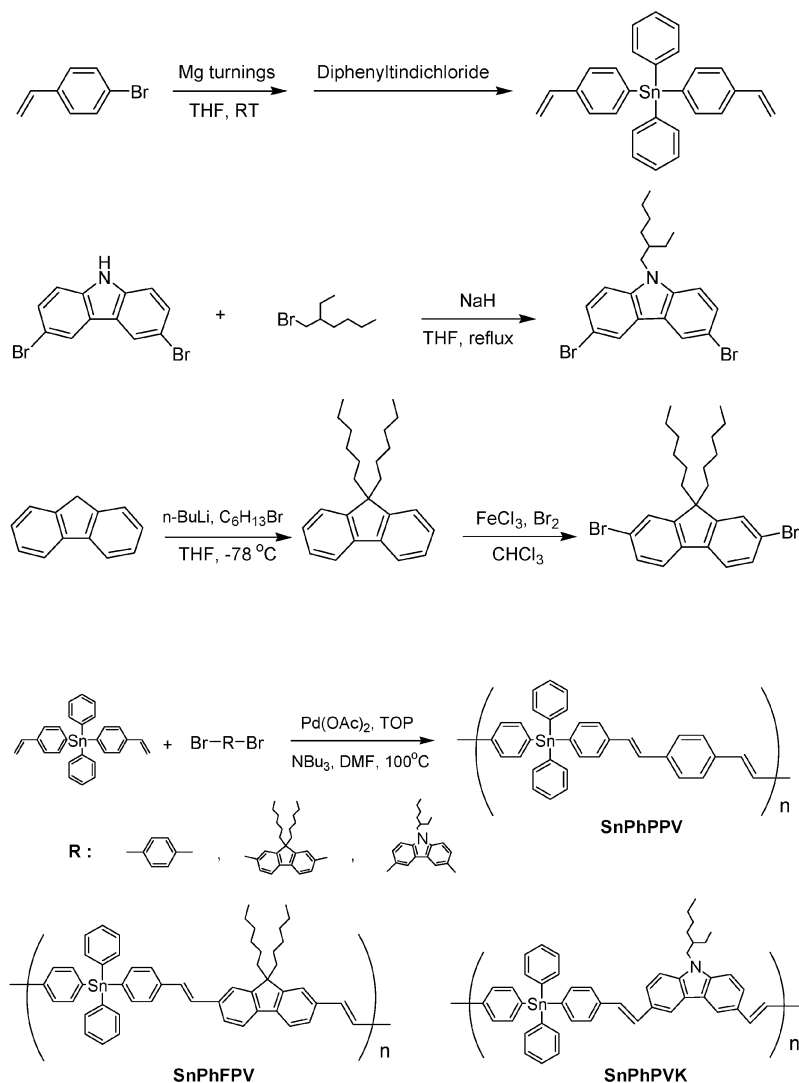 Br
Mg turnings
THF, RT
Diphenyltindichloride
Sn
H
N
Br
Br
+
Br
NaH
THF, reflux
N
Br
Br
n-BuLi, C6H13Br
THF, -78 °C
FeCl3, Br2
CHCl3
Br
Br
Sn
+
Br-R-Br
Pd(OAc)2, TOP
NBu3, DMF, 100°C
Sn
n
SnPhPPV
R :
,
,
N
Sn
n
SnPhFPV
N
Sn
n
SnPhPVK